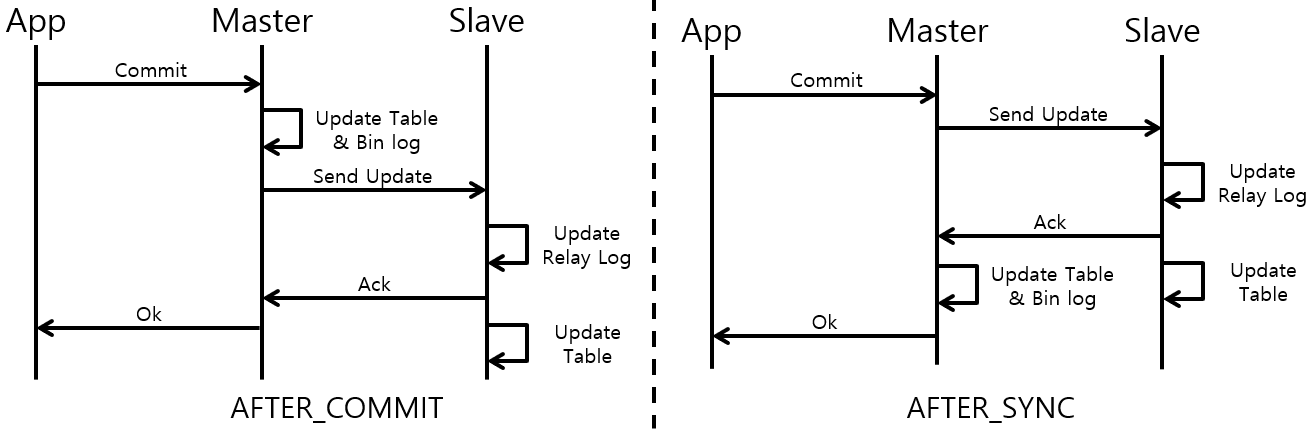 App
Master
Slave
Commit
Update Table
& Bin log
Send Update
Update
Relay Log
Ack
Ok
Update
Table
AFTER_COMMIT
App
Master
Slave
Commit
Send Update
Update
Relay Log
Ack
Update Table
& Bin log
Update
Table
Ok
AFTER_SYNC